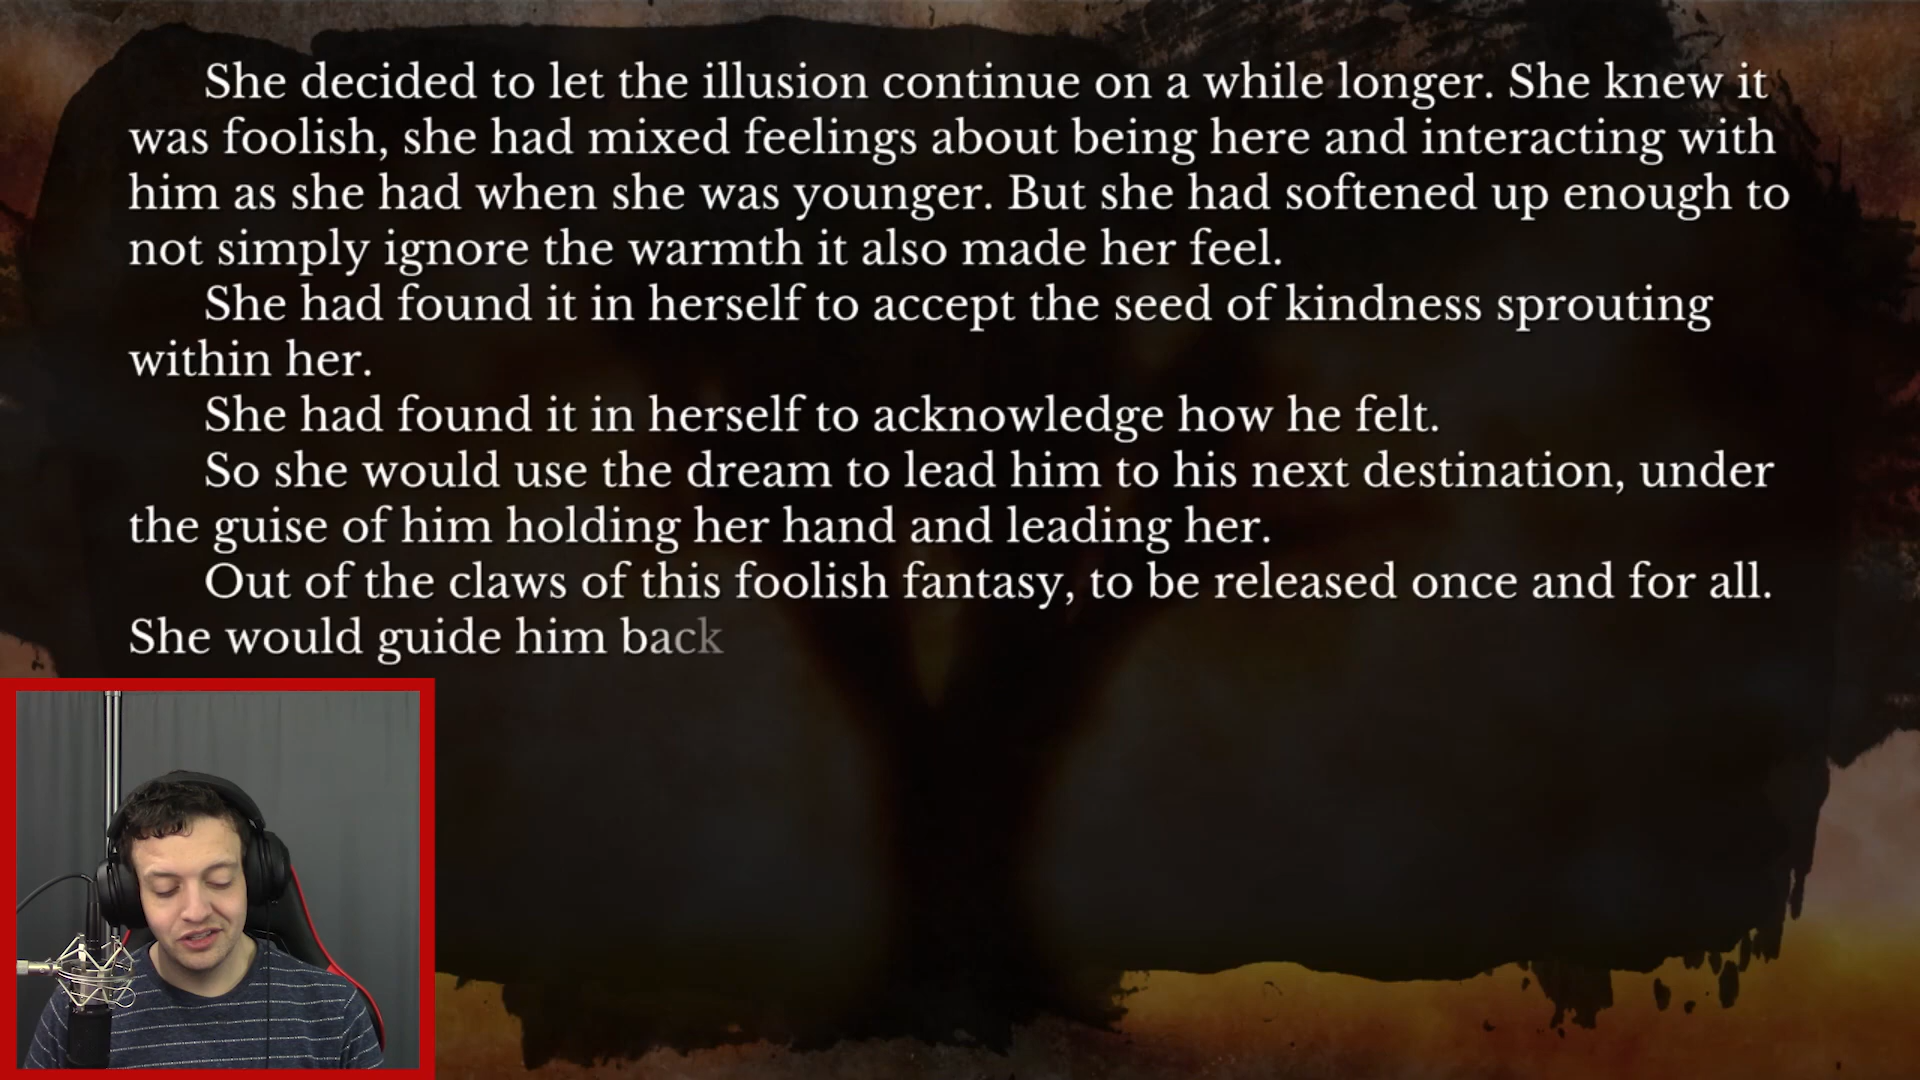 She decided to let the illusion continue on a while longer. She knew it
was foolish, she had mixed feelings about being here and interacting with
him as she had when she was younger. But she had softened up enough to
not simply ignore the warmth it also made her feel.
She had found it in herself to accept the seed of kindness sprouting
within her.
She had found it in herself to acknowledge how he felt.
So she would use the dream to lead him to his next destination, under
the guise of him holding her hand and leading her.
Out of the claws of this foolish fantasy, to be released once and for all.
She would guide him back